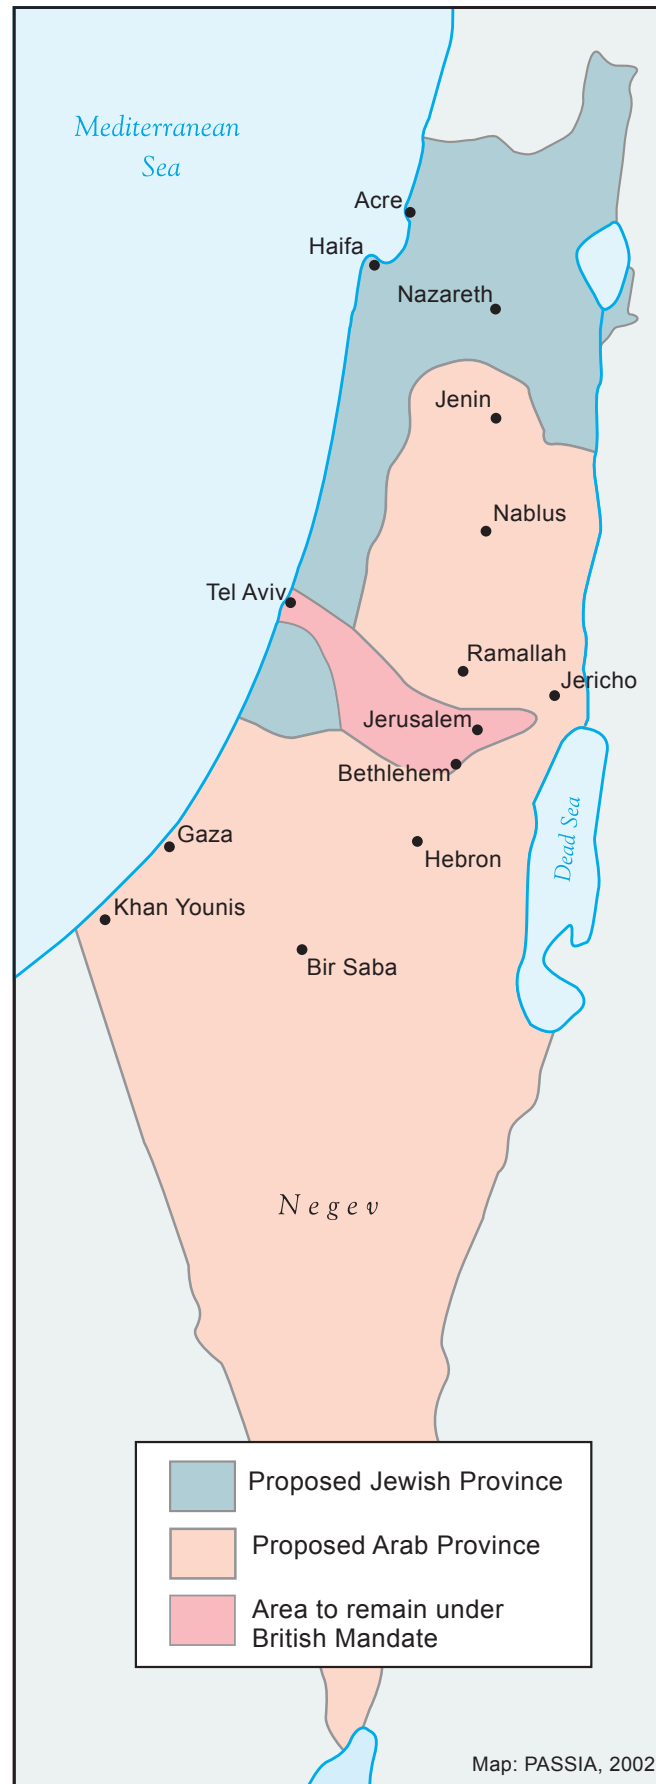 Mediterranean
Sea
Acre
Haifa
Nazareth
Jenin
Nablus
Tel Aviv
Ramallah
Jericho
Jerusalem
Bethlehem
Dead Sea
Gaza
Hebron
Khan Younis
Bir Saba
Negev
Proposed Jewish Province
Proposed Arab Province
Area to remain under
British Mandate
Map: PASSIA, 2002